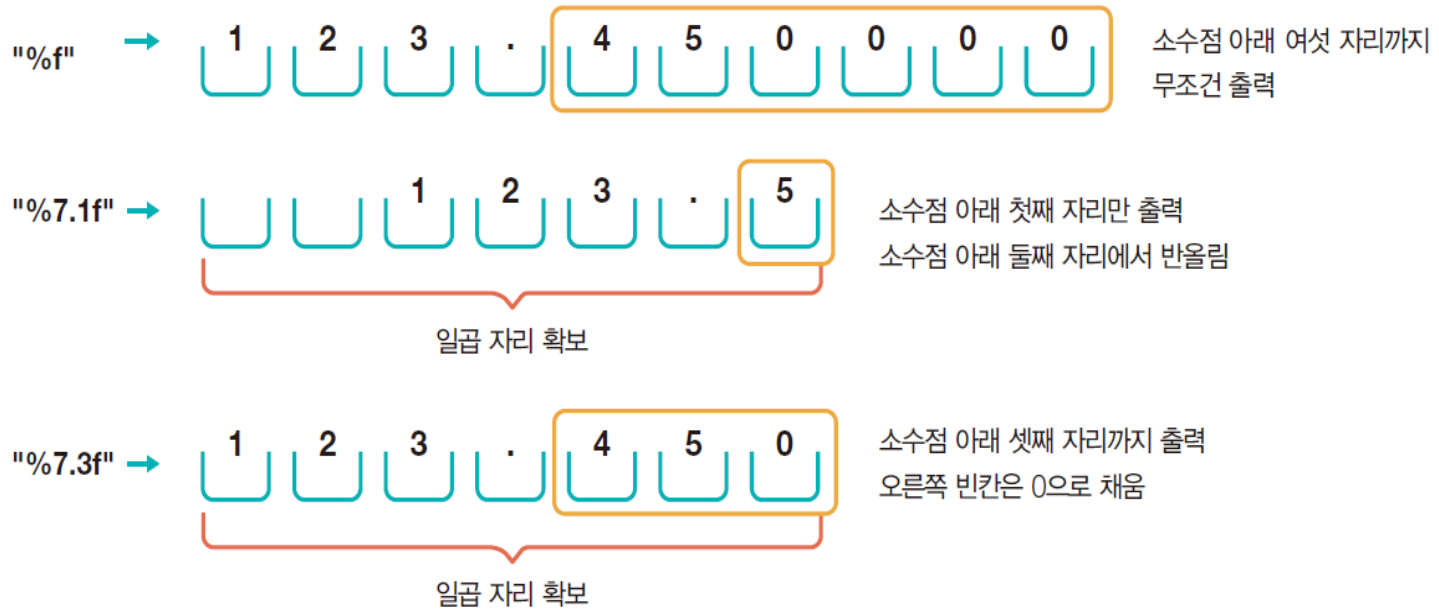 "%f" → 1 2 3 . 4 5 0 0 0 0 소수점 아래 여섯 자리까지
무조건 출력
"%7.1f" → 1 2 3 . 5 소수점 아래 첫째 자리만 출력
소수점 아래 둘째 자리에서 반올림
일곱 자리 확보
"%7.3f" → 1 2 3 . 4 5 0 소수점 아래 셋째 자리까지 출력
오른쪽 빈칸은 0으로 채움
일곱 자리 확보